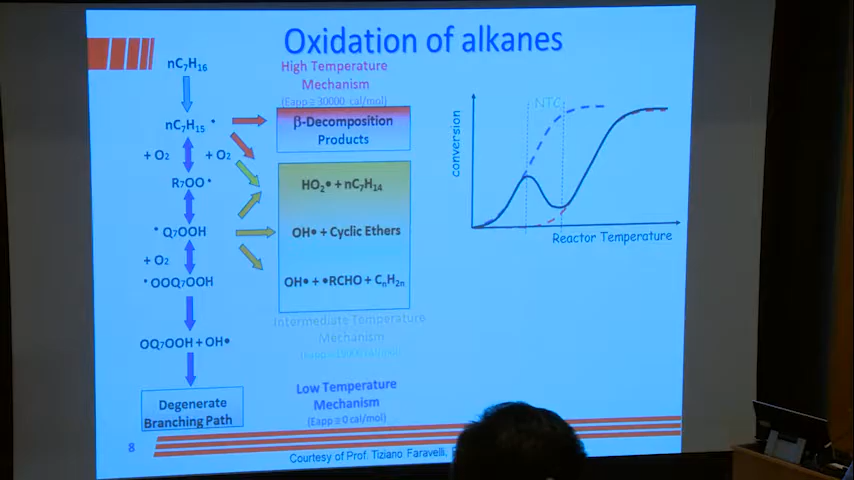 Oxidation of alkanes
nC₇H₁₆
High Temperature
Mechanism
(Eapp ≅ 30000 cal/mol)
nC₇H₁₅ •
β-Decomposition
Products
+ O₂
+ O₂
R₇OO •
HO₂• + nC₇H₁₄
• Q₇OOH
OH• + Cyclic Ethers
+ O₂
• OOQ₇OOH
OH• + •RCHO + CₙH₂ₙ
Intermediate Temperature
Mechanism
cal/mol)
OQ₇OOH + OH•
Low Temperature
Mechanism
(Eapp ≅ 0 cal/mol)
Degenerate
Branching Path
NTC
conversion
Reactor Temperature
8
Courtesy of Prof. Tiziano Faravelli,